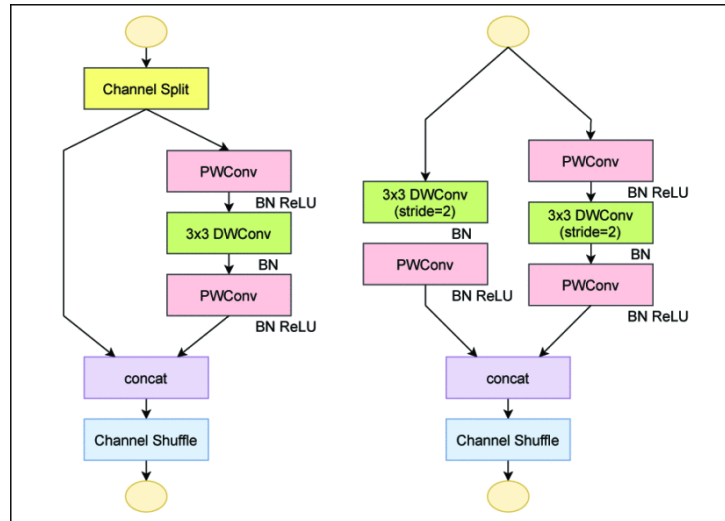 Channel Split
PWConv
BN ReLU
3x3 DWConv
BN
PWConv
BN ReLU
concat
Channel Shuffle
3x3 DWConv
(stride=2)
BN
PWConv
BN ReLU
PWConv
BN ReLU
3x3 DWConv
(stride=2)
BN
PWConv
BN ReLU
concat
Channel Shuffle